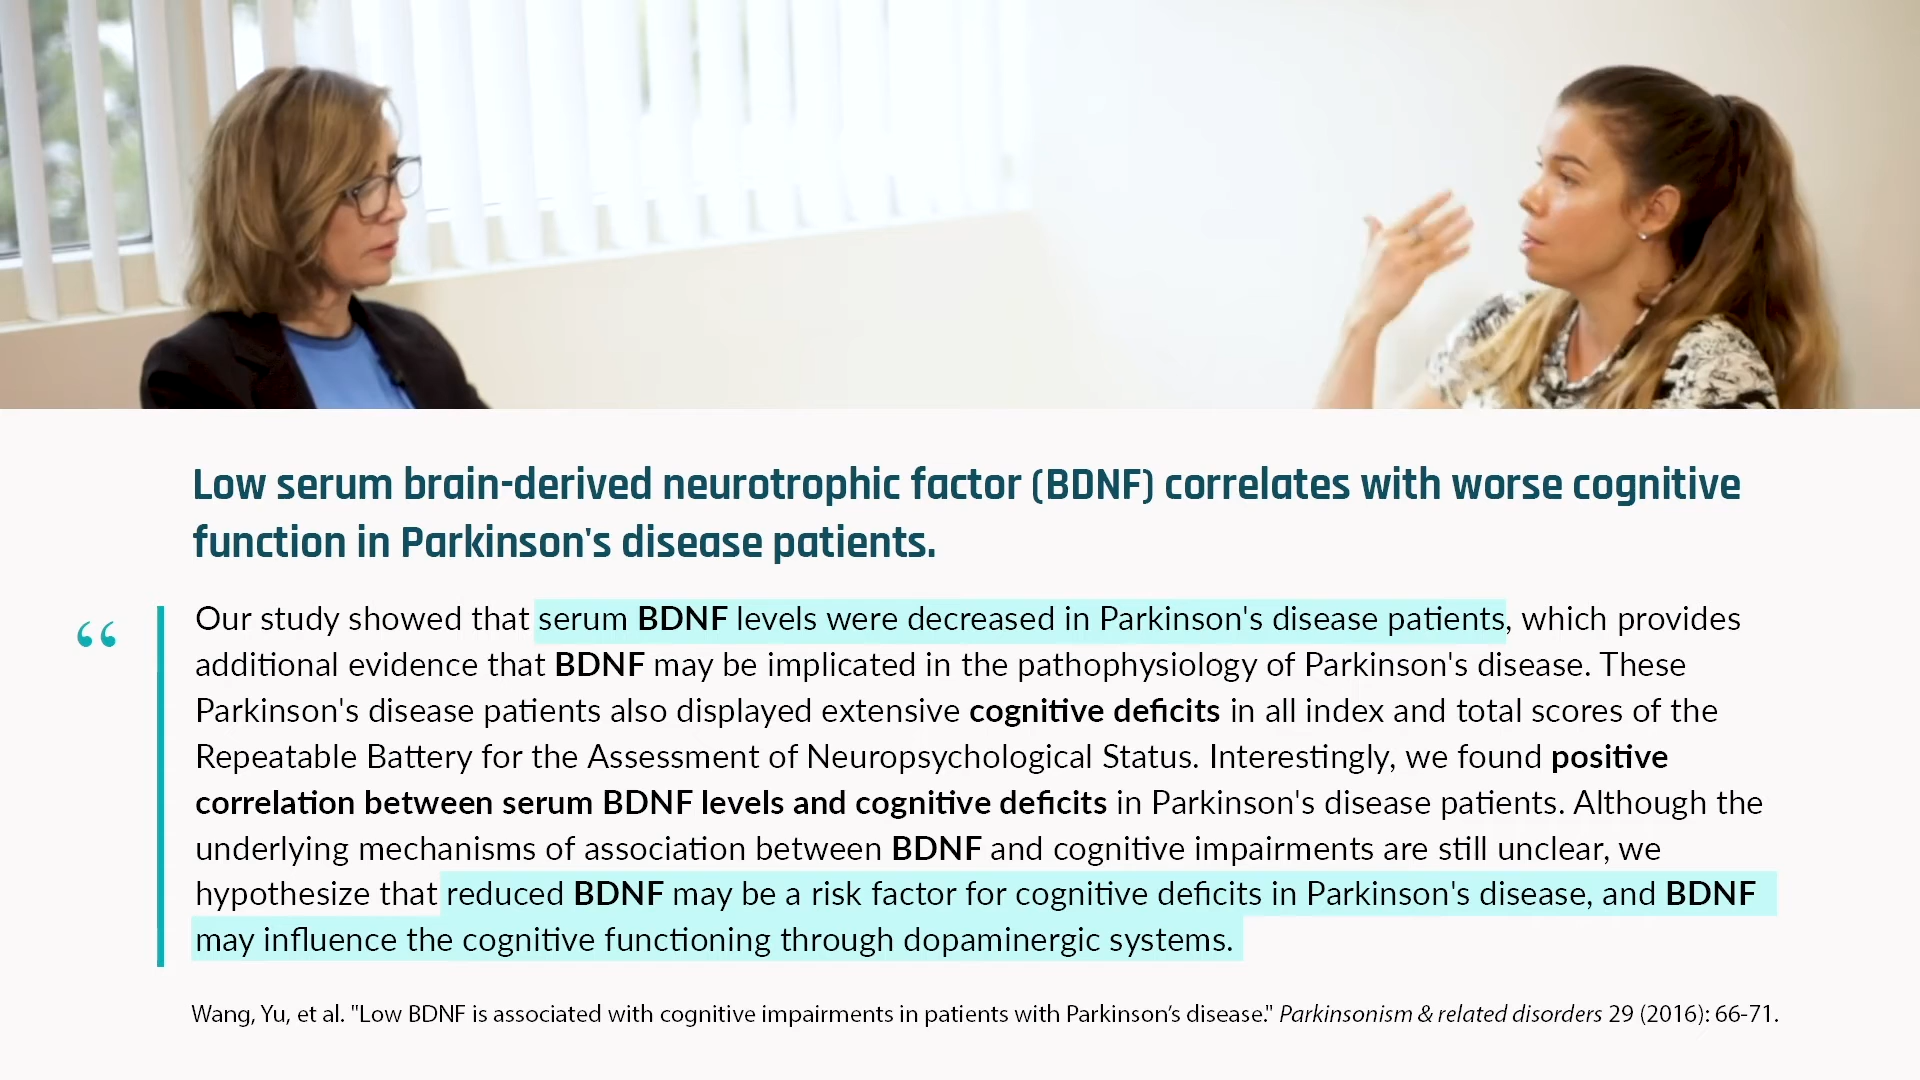 Low serum brain-derived neurotrophic factor (BDNF) correlates with worse cognitive
function in Parkinson's disease patients.
“
Our study showed that serum BDNF levels were decreased in Parkinson's disease patients, which provides
additional evidence that BDNF may be implicated in the pathophysiology of Parkinson's disease. These
Parkinson's disease patients also displayed extensive cognitive deficits in all index and total scores of the
Repeatable Battery for the Assessment of Neuropsychological Status. Interestingly, we found positive
correlation between serum BDNF levels and cognitive deficits in Parkinson's disease patients. Although the
underlying mechanisms of association between BDNF and cognitive impairments are still unclear, we
hypothesize that reduced BDNF may be a risk factor for cognitive deficits in Parkinson's disease, and BDNF
may influence the cognitive functioning through dopaminergic systems.
Wang, Yu, et al. "Low BDNF is associated with cognitive impairments in patients with Parkinson’s disease." Parkinsonism & related disorders 29 (2016): 66-71.